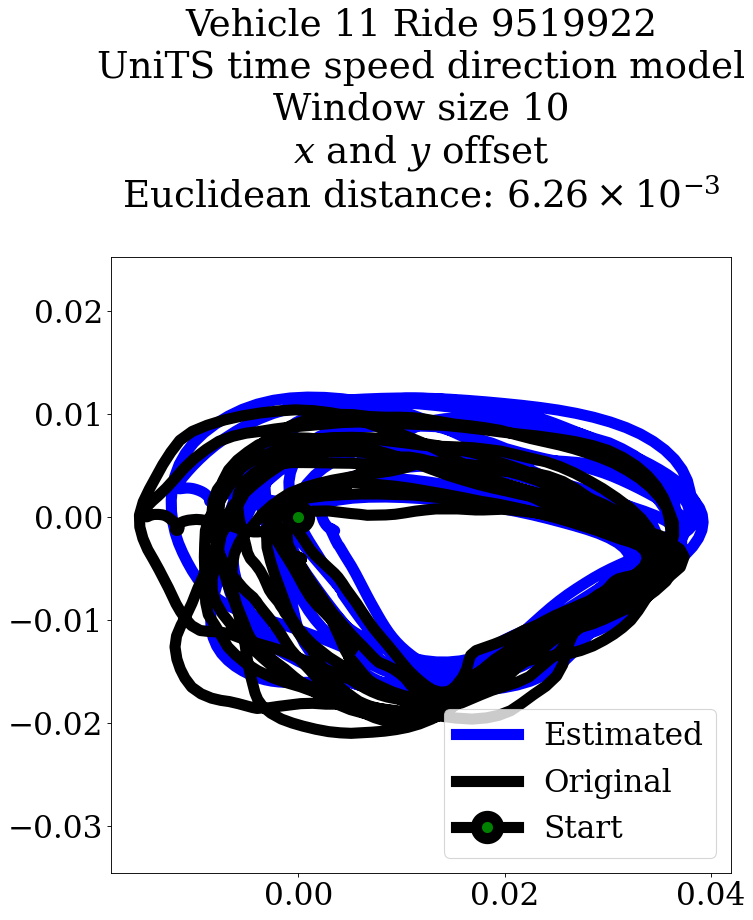 Vehicle 11 Ride 9519922
UniTS time speed direction model
Window size 10
x and y offset
Euclidean distance: 6.26 × 10⁻³
0.02
0.01
0.00
−0.01
−0.02
−0.03
Estimated
Original
Start
0.00 0.02 0.04